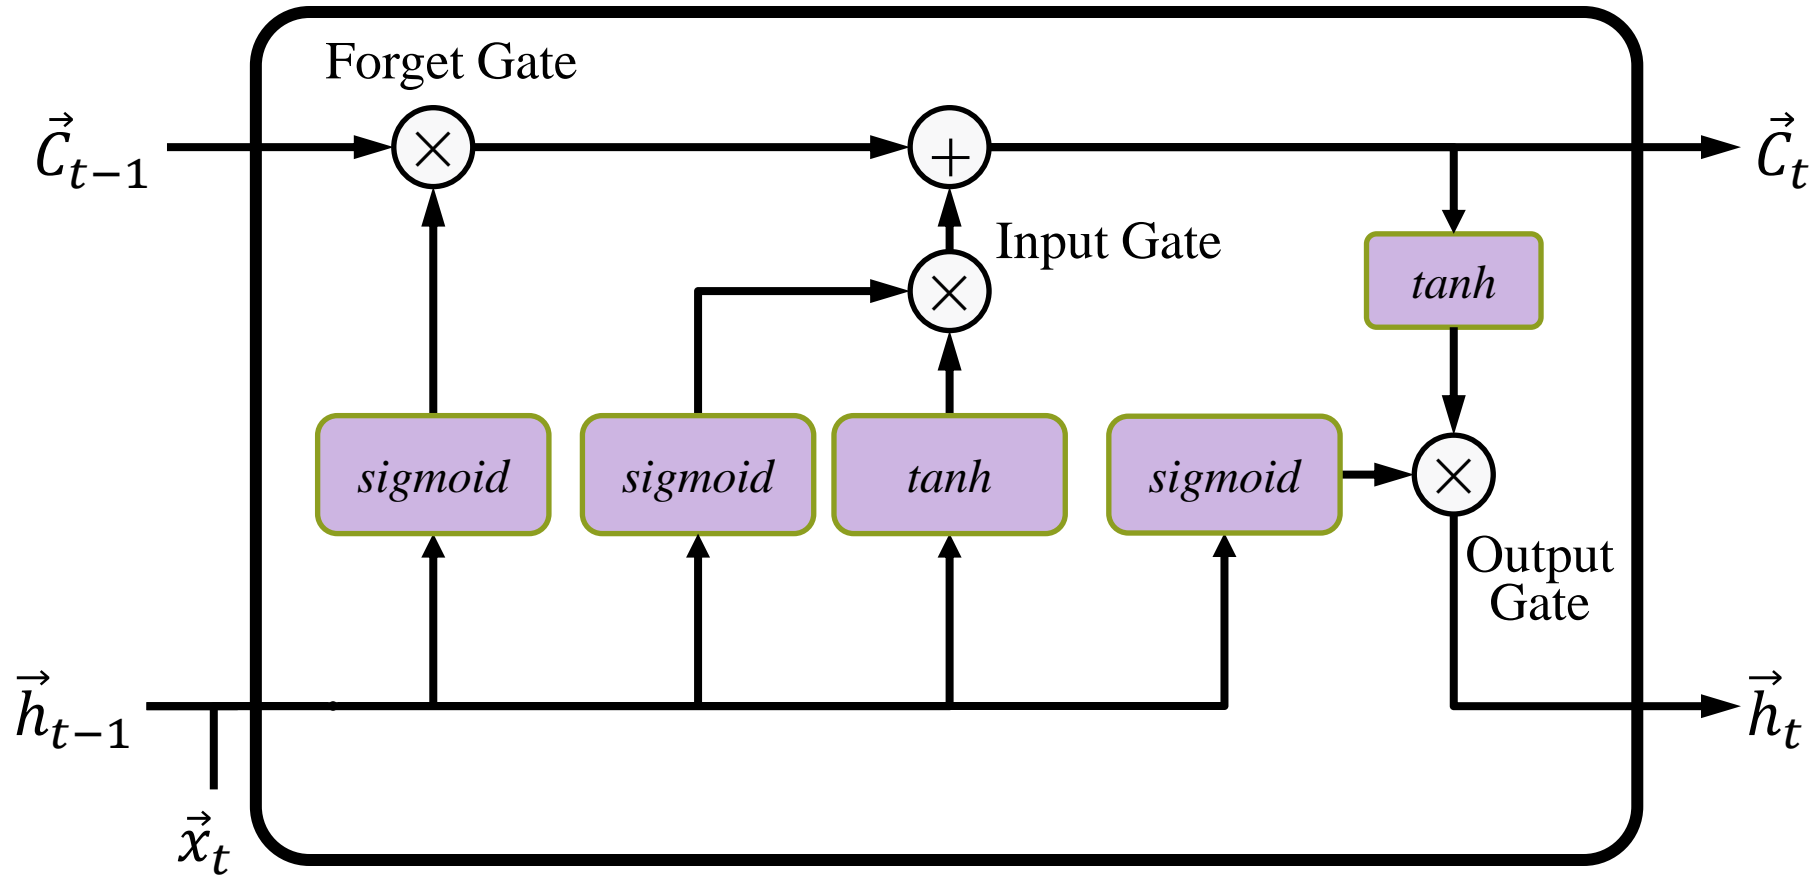 Forget Gate
C⃗ₜ₋₁
×
+
C⃗ₜ
Input Gate
×
tanh
sigmoid
sigmoid
tanh
sigmoid
×
Output
Gate
h⃗ₜ₋₁
h⃗ₜ
x⃗ₜ